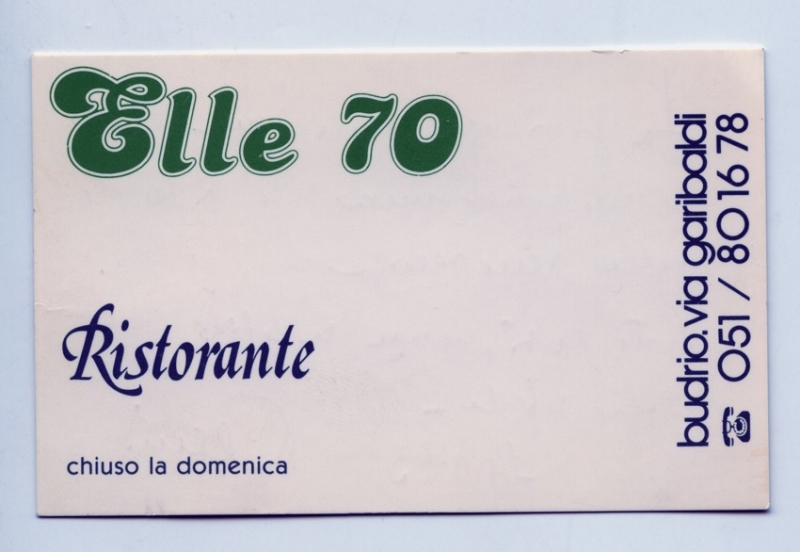 Elle 70
Ristorante
chiuso la domenica
budrio.via garibaldi
☎ 051 / 80 16 78